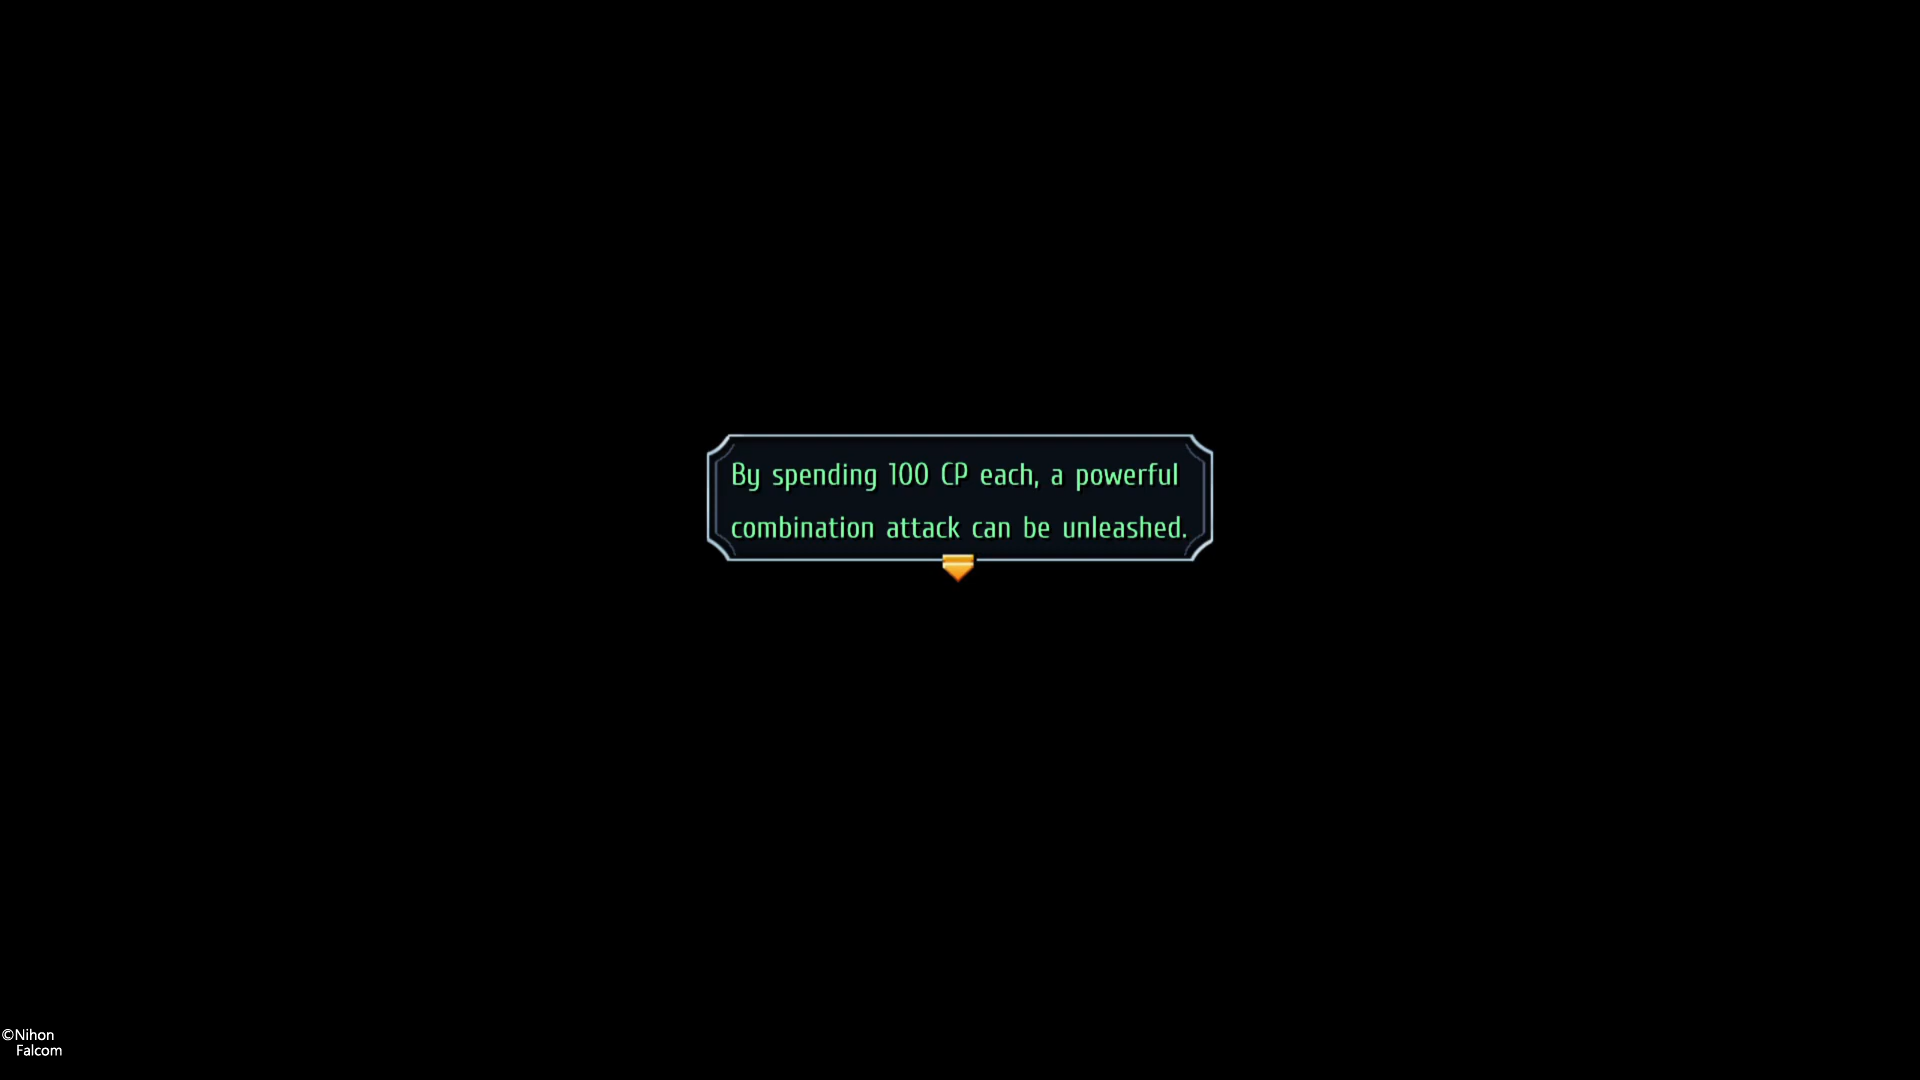 By spending 100 CP each, a powerful
combination attack can be unleashed.
©Nihon
Falcom